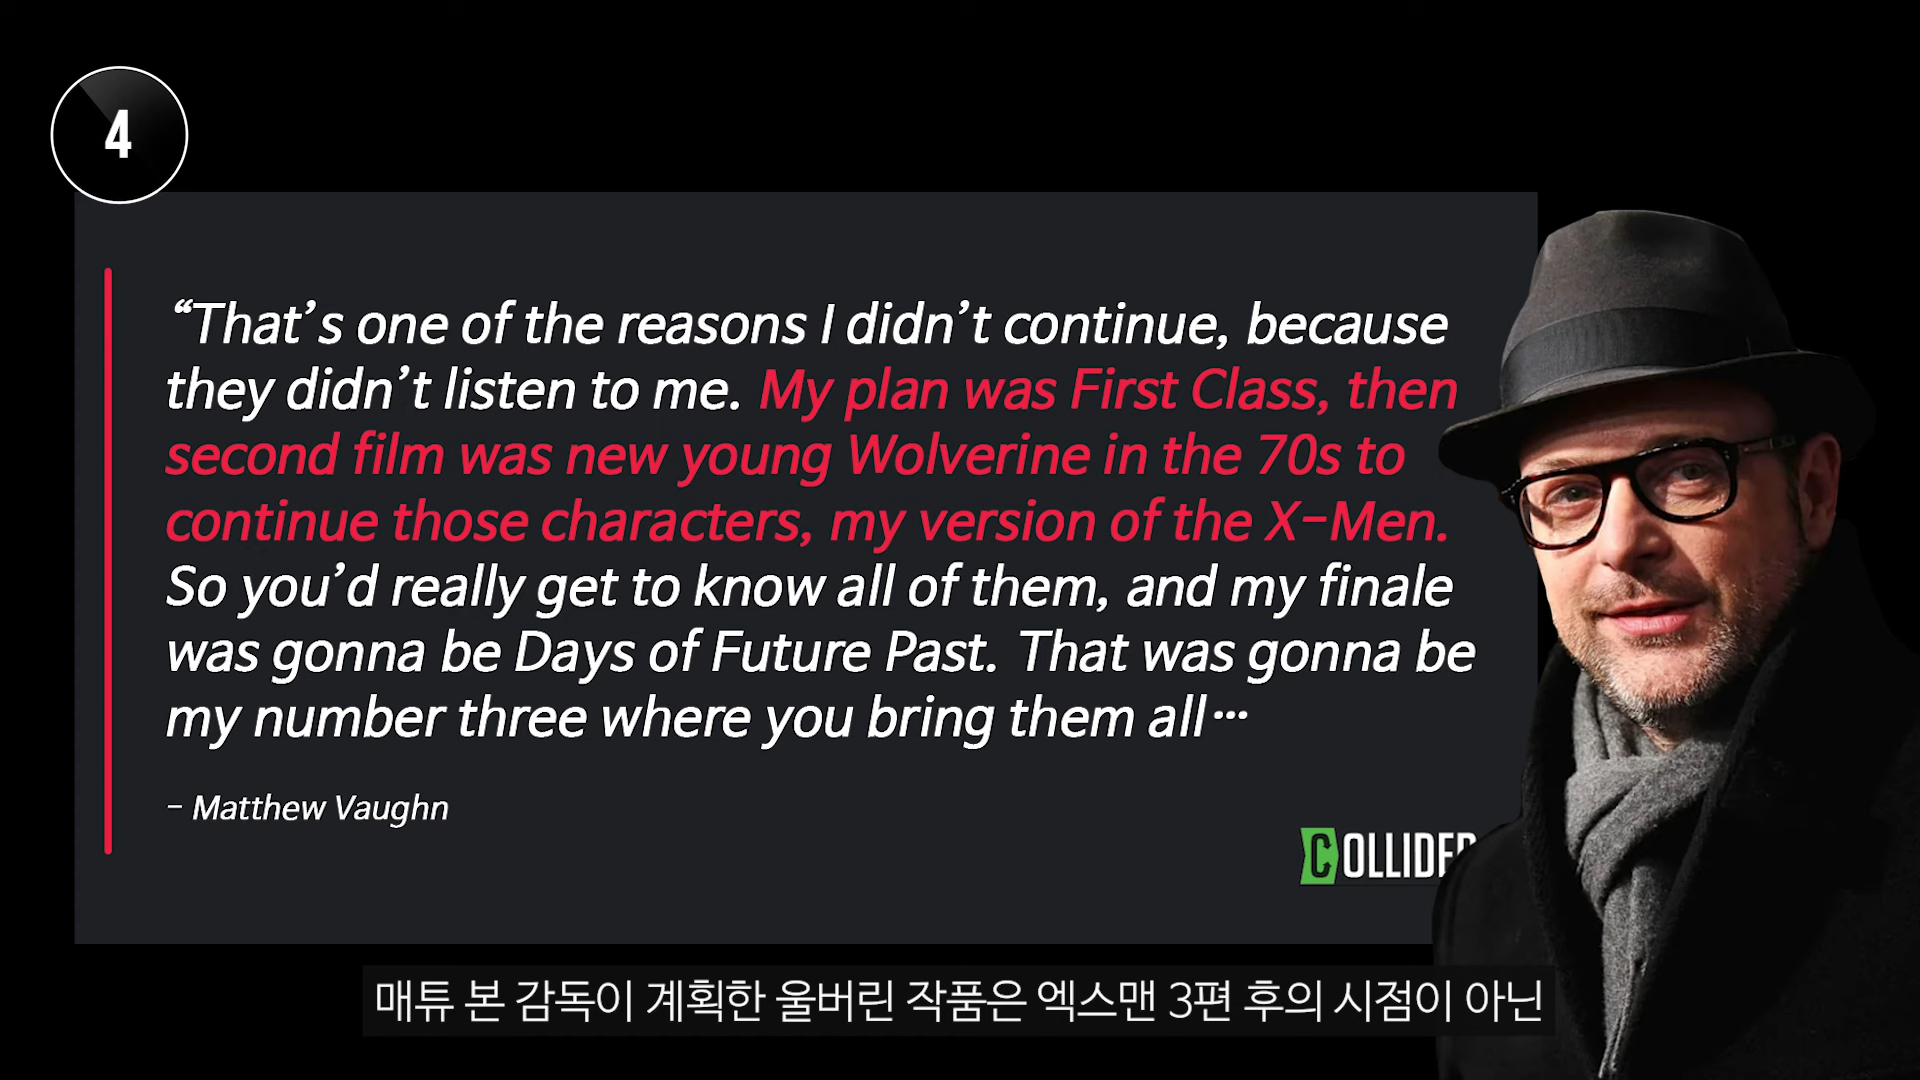 4
“That’s one of the reasons I didn’t continue, because
they didn’t listen to me. My plan was First Class, then
second film was new young Wolverine in the 70s to
continue those characters, my version of the X-Men.
So you’d really get to know all of them, and my finale
was gonna be Days of Future Past. That was gonna be
my number three where you bring them all…
- Matthew Vaughn
COLLIDER
매튜 본 감독이 계획한 울버린 작품은 엑스맨 3편 후의 시점이 아닌